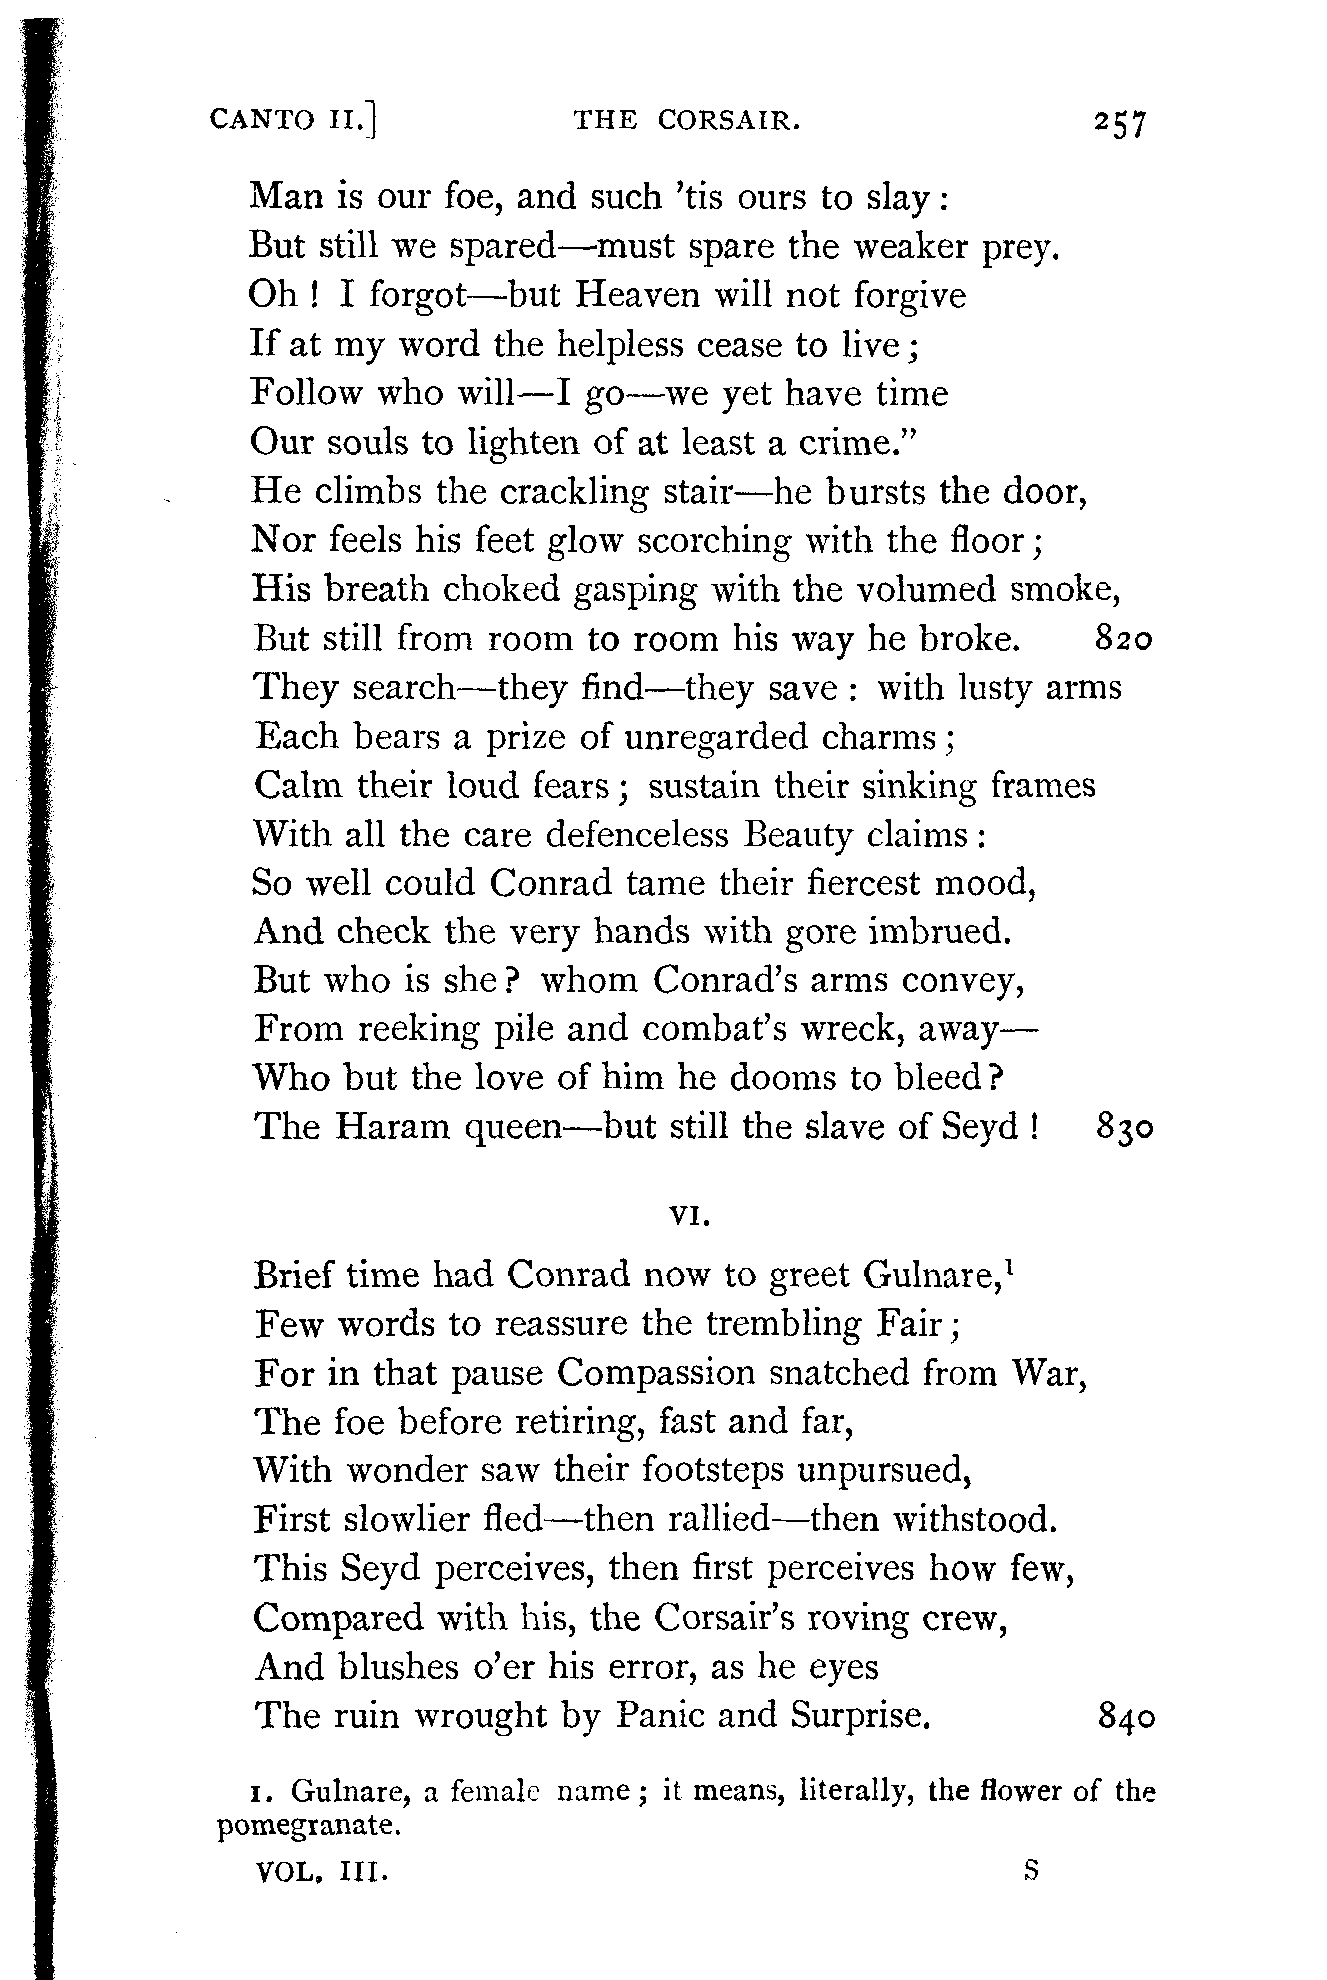 CANTO II.] THE CORSAIR. 257
Man is our foe, and such 'tis ours to slay :
But still we spared—must spare the weaker prey.
Oh ! I forgot—but Heaven will not forgive
If at my word the helpless cease to live ;
Follow who will—I go—we yet have time
Our souls to lighten of at least a crime."
He climbs the crackling stair—he bursts the door,
Nor feels his feet glow scorching with the floor ;
His breath choked gasping with the volumed smoke,
But still from room to room his way he broke. 820
They search—they find—they save : with lusty arms
Each bears a prize of unregarded charms ;
Calm their loud fears ; sustain their sinking frames
With all the care defenceless Beauty claims :
So well could Conrad tame their fiercest mood,
And check the very hands with gore imbrued.
But who is she ? whom Conrad's arms convey,
From reeking pile and combat's wreck, away—
Who but the love of him he dooms to bleed ?
The Haram queen—but still the slave of Seyd ! 830
VI.
Brief time had Conrad now to greet Gulnare,¹
Few words to reassure the trembling Fair ;
For in that pause Compassion snatched from War,
The foe before retiring, fast and far,
With wonder saw their footsteps unpursued,
First slowlier fled—then rallied—then withstood.
This Seyd perceives, then first perceives how few,
Compared with his, the Corsair's roving crew,
And blushes o'er his error, as he eyes
The ruin wrought by Panic and Surprise. 840
1. Gulnare, a female name ; it means, literally, the flower of the
pomegranate.
VOL. III. S